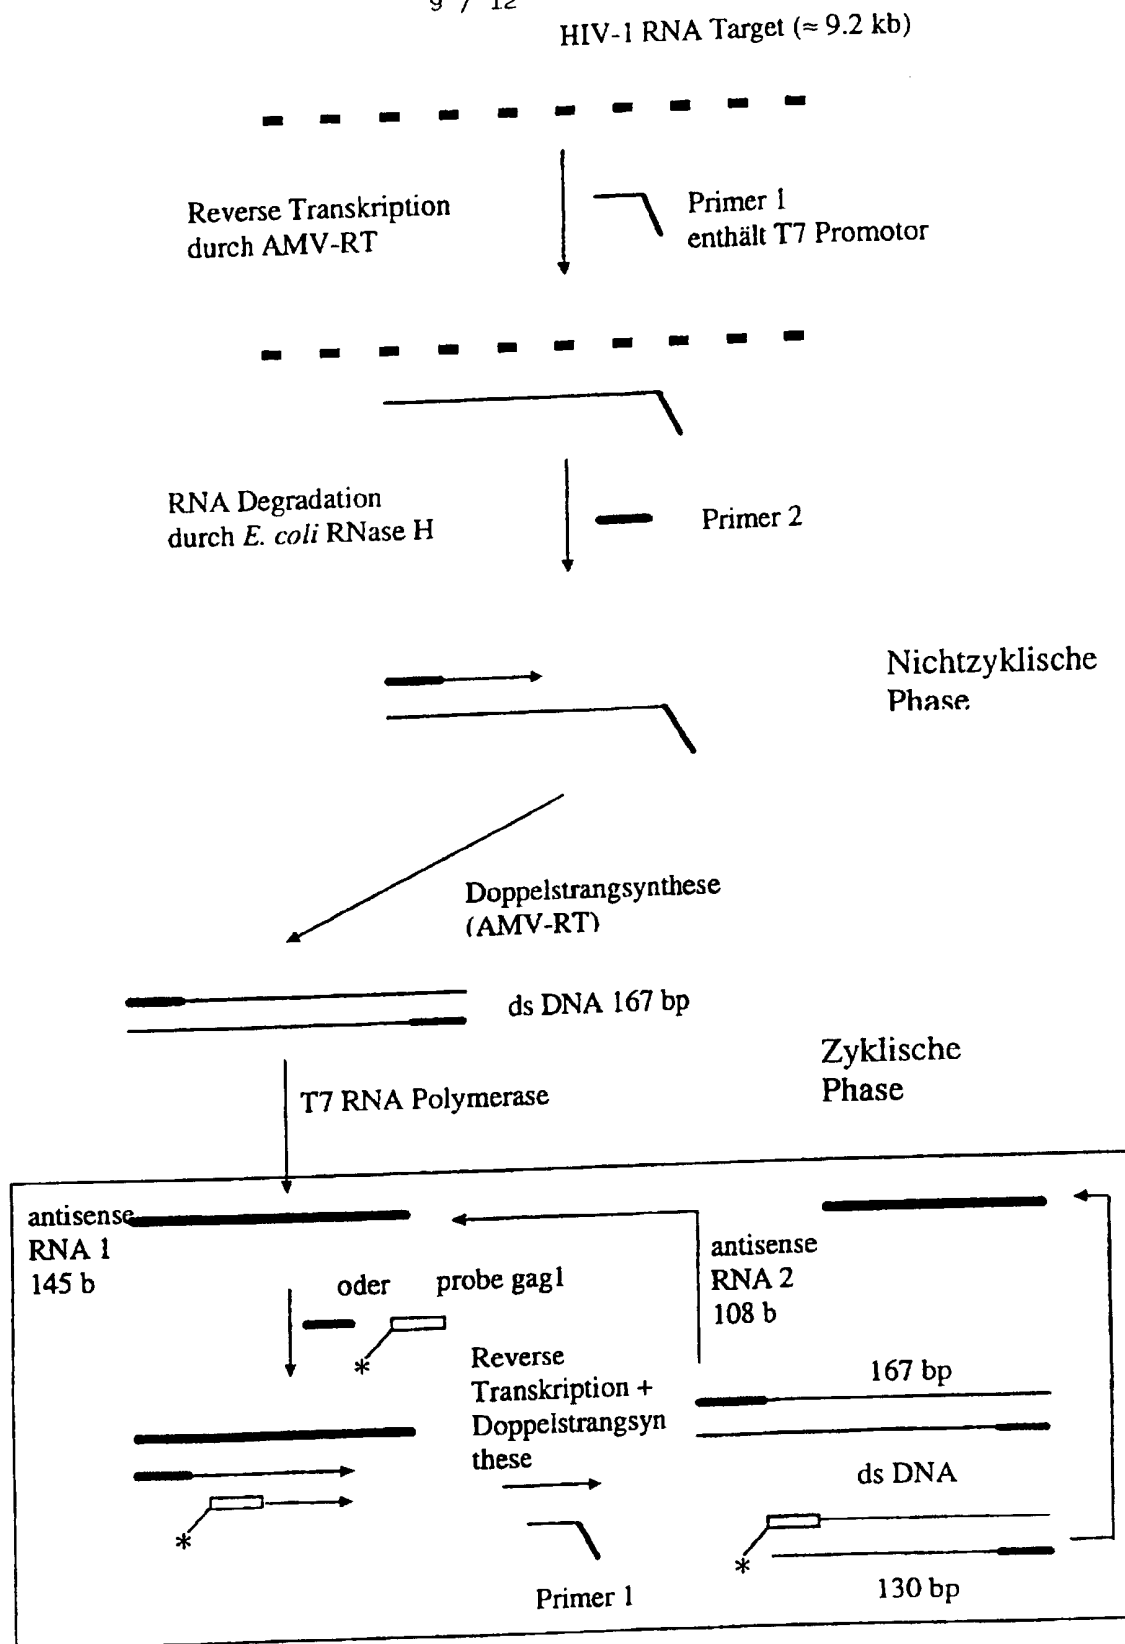 9 / 12
HIV-1 RNA Target (≈ 9.2 kb)
Reverse Transkription
durch AMV-RT
Primer 1
enthält T7 Promotor
RNA Degradation
durch E. coli RNase H
Primer 2
Nichtzyklische
Phase
Doppelstrangsynthese
(AMV-RT)
ds DNA 167 bp
Zyklische
Phase
T7 RNA Polymerase
antisense
RNA 1
145 b
oder
probe gag1
antisense
RNA 2
108 b
*
Reverse
Transkription +
Doppelstrangsyn
these
167 bp
ds DNA
*
*
Primer 1
130 bp